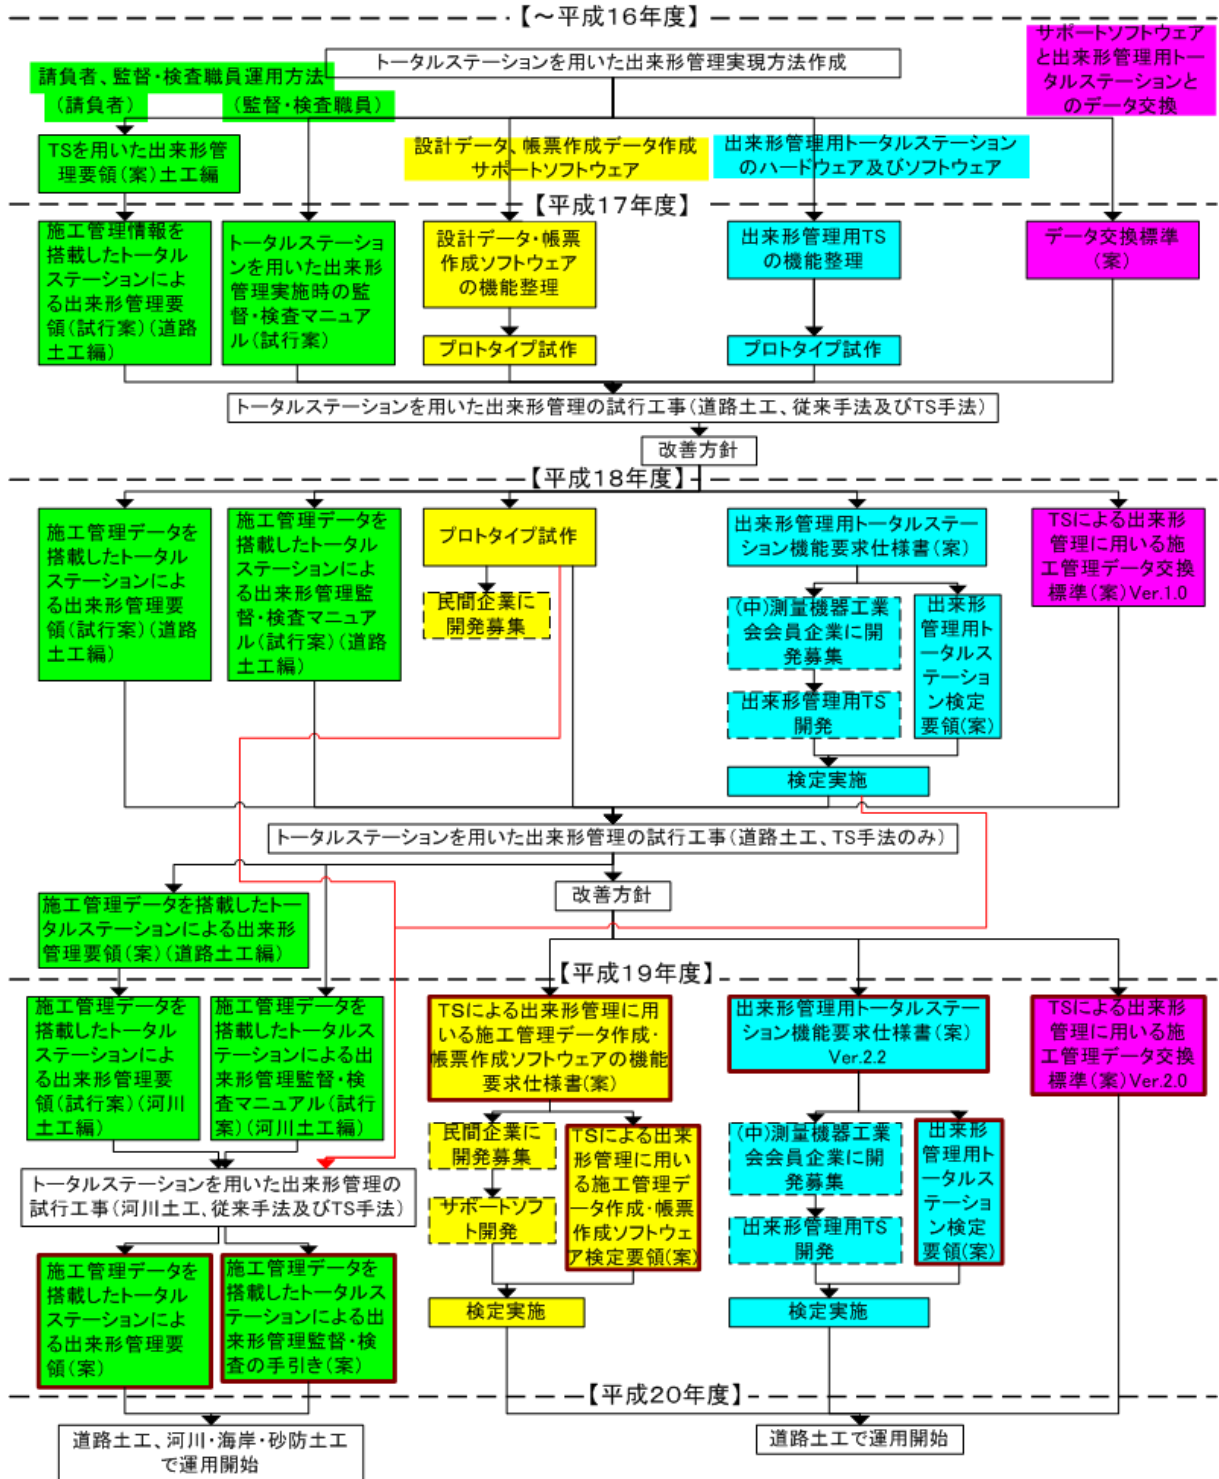 【～平成16年度】
トータルステーションを用いた出来形管理実現方法作成
サポートソフトウェア
と出来形管理用トー
タルステーションと
のデータ交換
請負者、監督・検査職員運用方法
（請負者）
（監督・検査職員）
TSを用いた出来形管
理要領（案）土工編
設計データ、帳票作成データ作成
サポートソフトウェア
出来形管理用トータルステーション
のハードウェア及びソフトウェア
【平成17年度】
施工管理情報を
搭載したトータル
ステーションによ
る出来形管理要
領（試行案）（道路
土工編）
トータルステーショ
ンを用いた出来形
管理実施時の監
督・検査マニュア
ル（試行案）
設計データ・帳票
作成ソフトウェア
の機能整理
出来形管理用TS
の機能整理
データ交換標準
（案）
プロトタイプ試作
プロトタイプ試作
トータルステーションを用いた出来形管理の試行工事（道路土工、従来手法及びTS手法）
改善方針
【平成18年度】
施工管理データを
搭載したトータル
ステーションによ
る出来形管理要
領（試行案）（道路
土工編）
施工管理データを
搭載したトータル
ステーションによ
る出来形管理監
督・検査マニュア
ル（試行案）（道路
土工編）
プロトタイプ試作
民間企業に
開発募集
出来形管理用トータルステー
ション機能要求仕様書（案）
（中）測量機器工業
会会員企業に開
発募集
出来形管理用TS
開発
出来形
管理用ト
ータルス
テーショ
ン検定
要領（案）
検定実施
TSによる出来形
管理に用いる施
工管理データ交換
標準（案）Ver.1.0
トータルステーションを用いた出来形管理の試行工事（道路土工、TS手法のみ）
改善方針
施工管理データを搭載したトー
タルステーションによる出来形
管理要領（案）（道路土工編）
【平成19年度】
施工管理データを
搭載したトータル
ステーションによ
る出来形管理要
領（試行案）（河川
土工編）
施工管理データを
搭載したトータルス
テーションによる出
来形管理監督・検
査マニュアル（試行
案）（河川土工編）
TSによる出来形管理に用
いる施工管理データ作成・
帳票作成ソフトウェアの機能
要求仕様書（案）
出来形管理用トータルステー
ション機能要求仕様書（案）
Ver.2.2
TSによる出来形
管理に用いる施
工管理データ交換
標準（案）Ver.2.0
民間企業に
開発募集
サポートソフ
ト開発
TSによる出来
形管理に用い
る施工管理デ
ータ作成・帳票
作成ソフトウェ
ア検定要領（案）
（中）測量機器工業
会会員企業に開
発募集
出来形管理用TS
開発
出来形
管理用ト
ータルス
テーショ
ン検定
要領（案）
トータルステーションを用いた出来形管理の
試行工事（河川土工、従来手法及びTS手法）
施工管理データを
搭載したトータル
ステーションによ
る出来形管理要
領（案）
施工管理データを
搭載したトータルス
テーションによる出
来形管理監督・検
査の手引き（案）
検定実施
検定実施
【平成20年度】
道路土工、河川・海岸・砂防土工
で運用開始
道路土工で運用開始